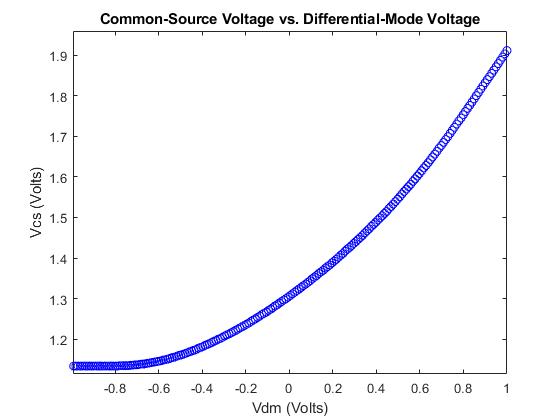 Common-Source Voltage vs. Differential-Mode Voltage
1.9
1.8
1.7
1.6
1.5
1.4
1.3
1.2
Vcs (Volts)
-0.8 -0.6 -0.4 -0.2 0 0.2 0.4 0.6 0.8 1
Vdm (Volts)